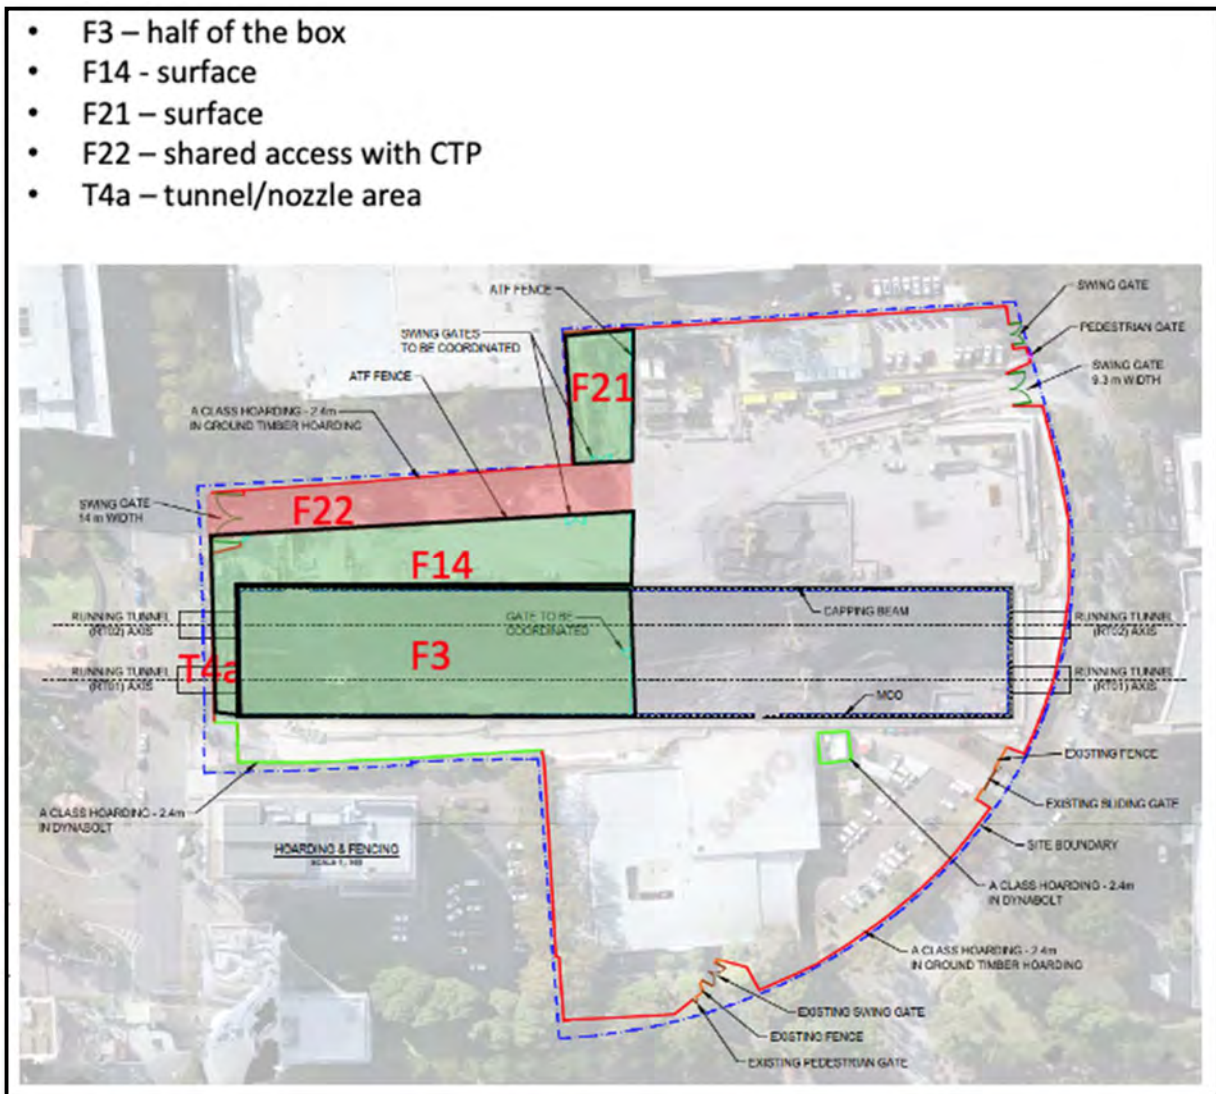 • F3 – half of the box
• F14 - surface
• F21 – surface
• F22 – shared access with CTP
• T4a – tunnel/nozzle area
SWING GATE
ATF FENCE
PEDESTRIAN GATE
SWING GATES
TO BE COORDINATED
SWING GATE
9.3 m WIDTH
ATF FENCE
F21
A CLASS HOARDING - 2.4m
IN GROUND TIMBER HOARDING
SWING GATE
14 m WIDTH
F22
F14
RUNNING TUNNEL
(RT02) AXIS
GATE TO BE
COORDINATED
CAPPING BEAM
RUNNING TUNNEL
(RT02) AXIS
F3
T4a
RUNNING TUNNEL
(RT01) AXIS
MCO
RUNNING TUNNEL
(RT01) AXIS
EXISTING FENCE
EXISTING SLIDING GATE
A CLASS HOARDING - 2.4m
IN DYNABOLT
SANYO
HOARDING & FENCING
SITE BOUNDARY
A CLASS HOARDING - 2.4m
IN DYNABOLT
A CLASS HOARDING - 2.4m
IN GROUND TIMBER HOARDING
EXISTING SWING GATE
EXISTING FENCE
EXISTING PEDESTRIAN GATE